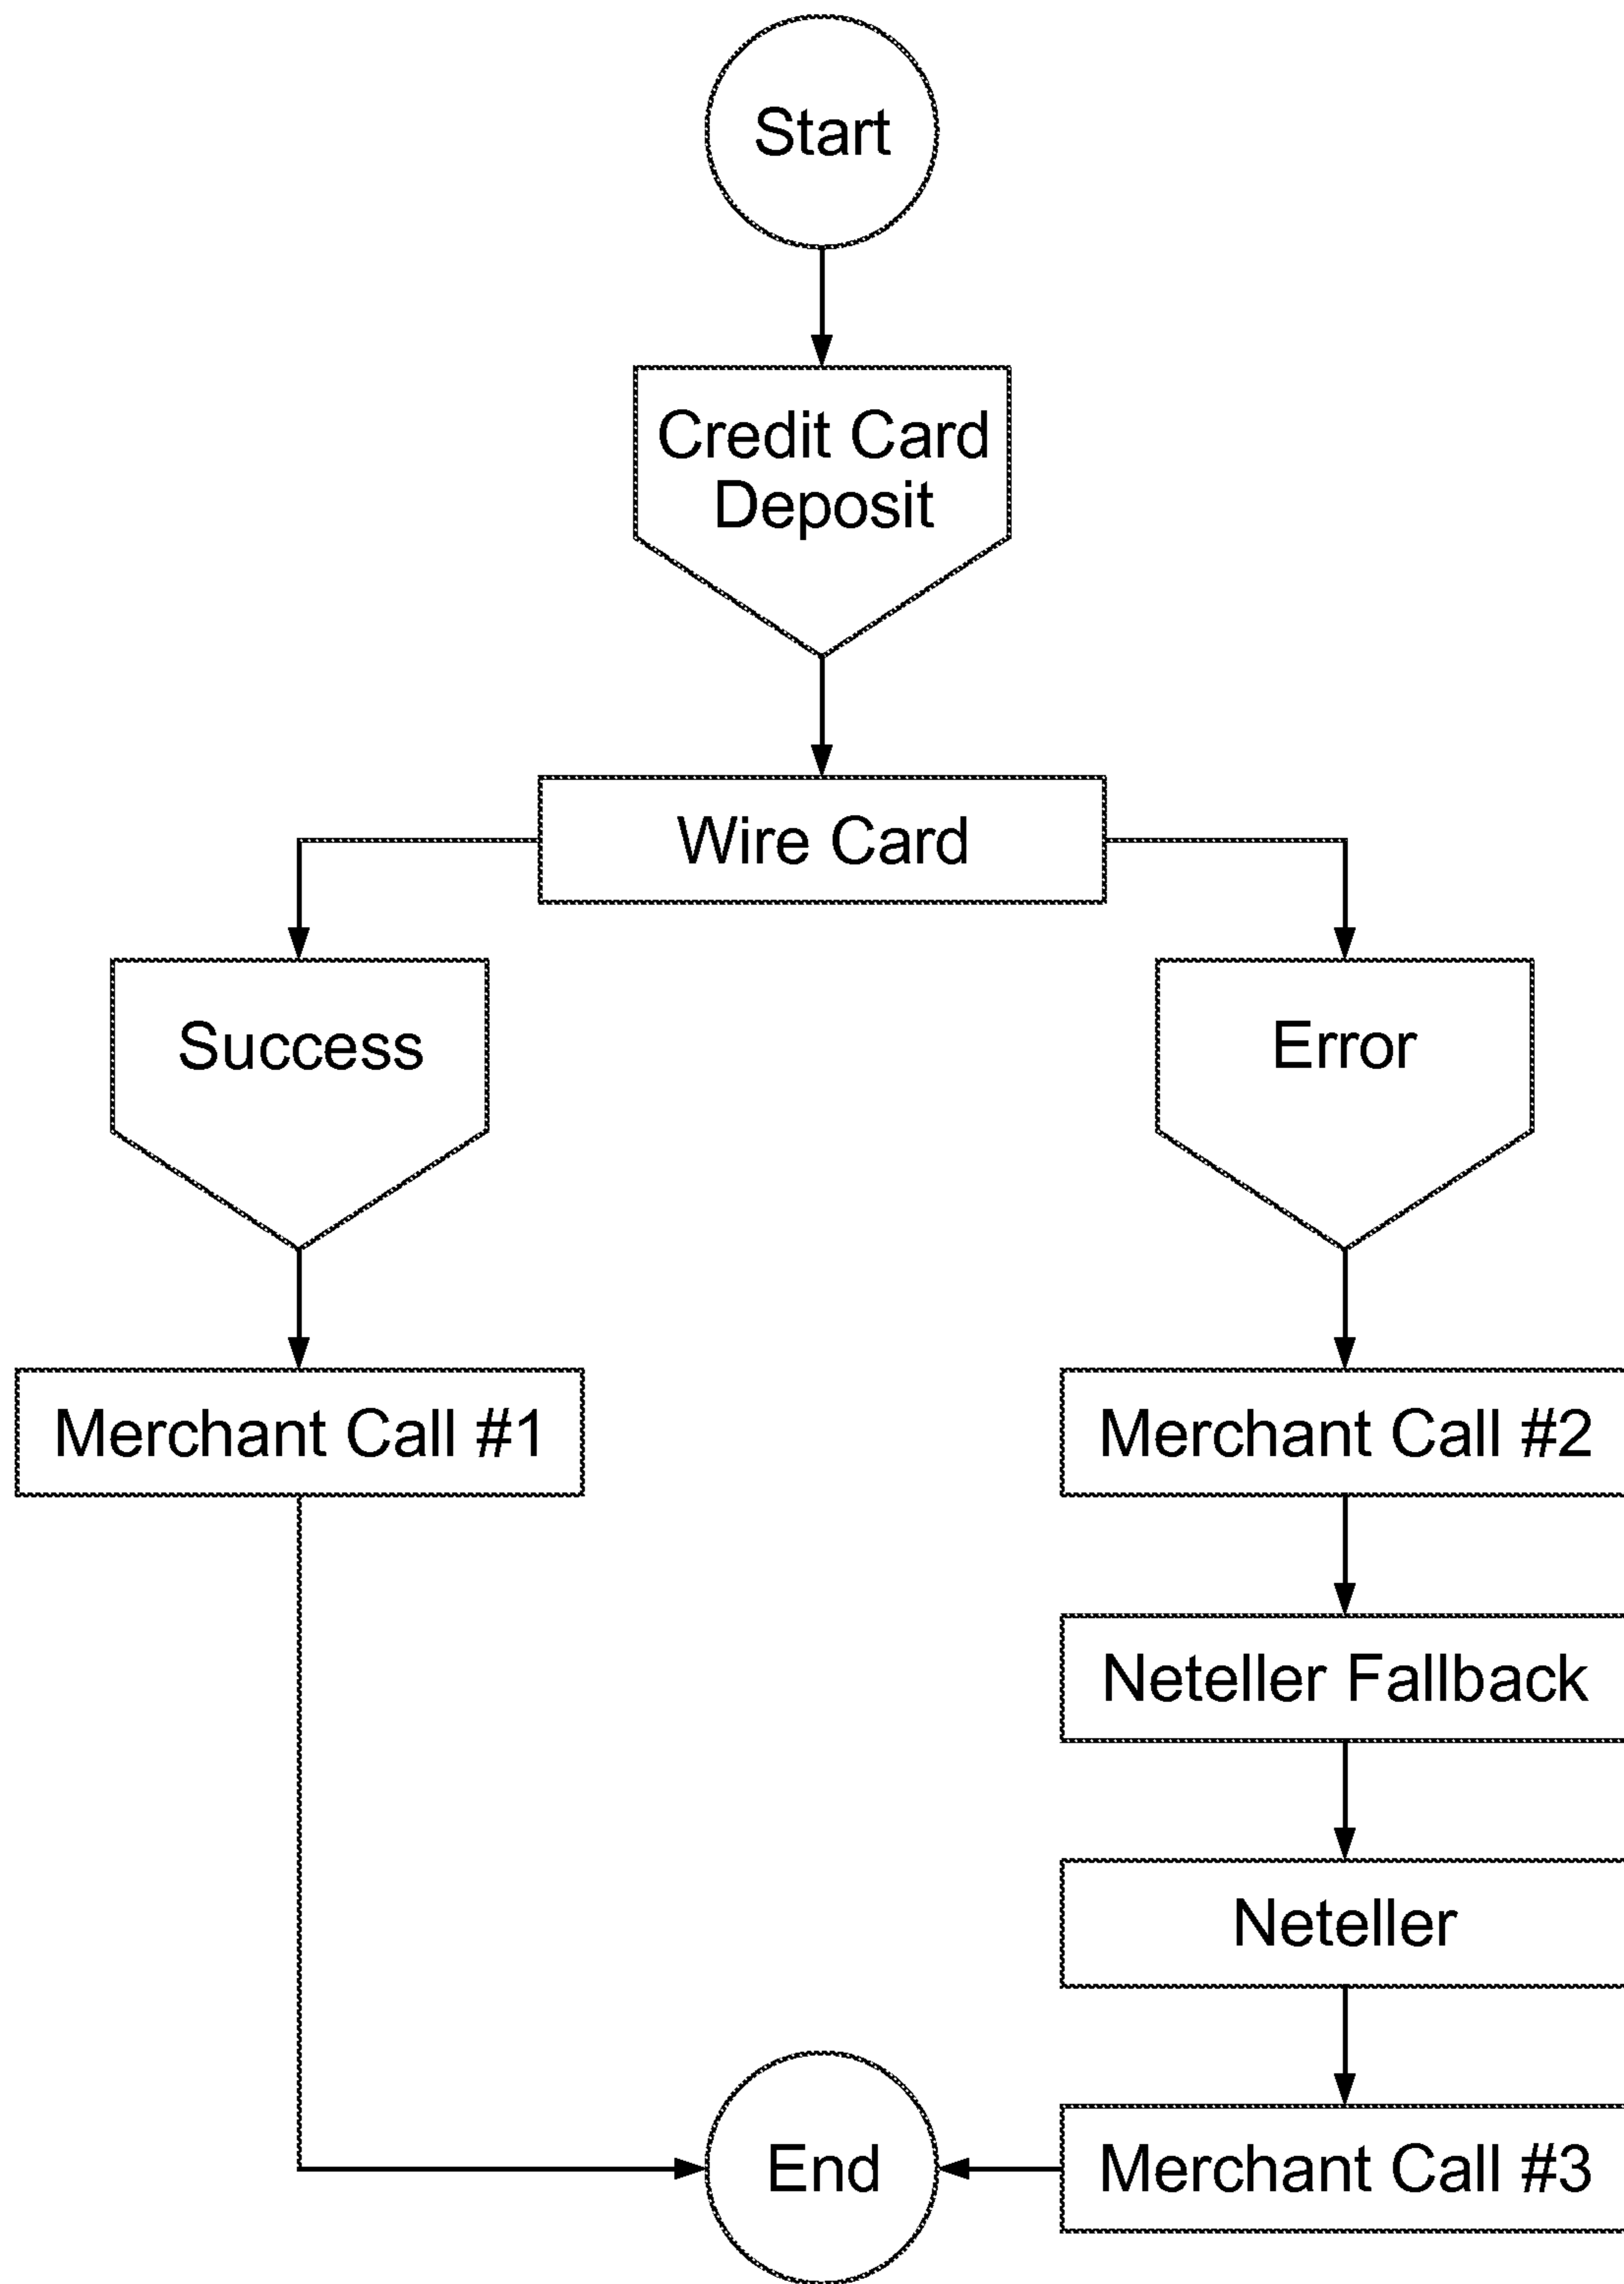 Start
Credit Card
Deposit
Wire Card
Success
Error
Merchant Call #1
Merchant Call #2
Neteller Fallback
Neteller
End
Merchant Call #3